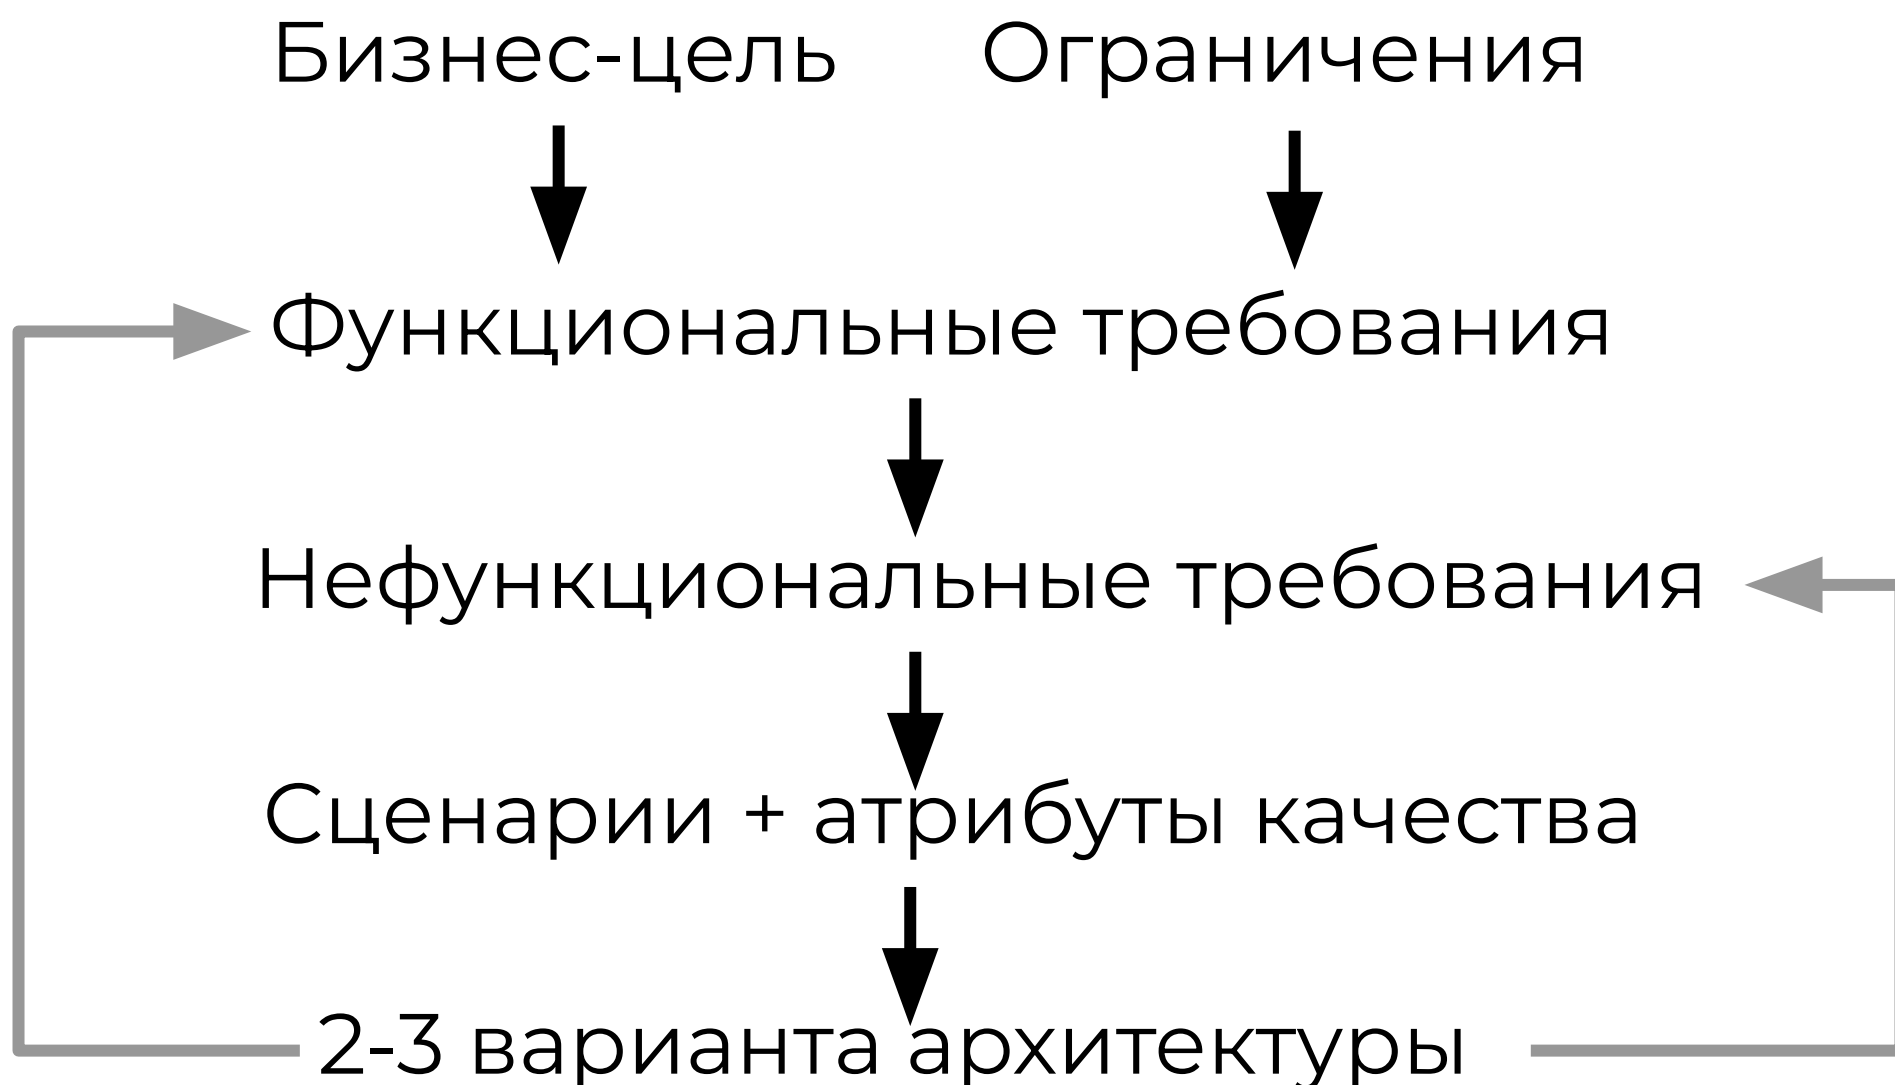 Бизнес-цель Ограничения
Функциональные требования
Нефункциональные требования
Сценарии + атрибуты качества
2-3 варианта архитектуры